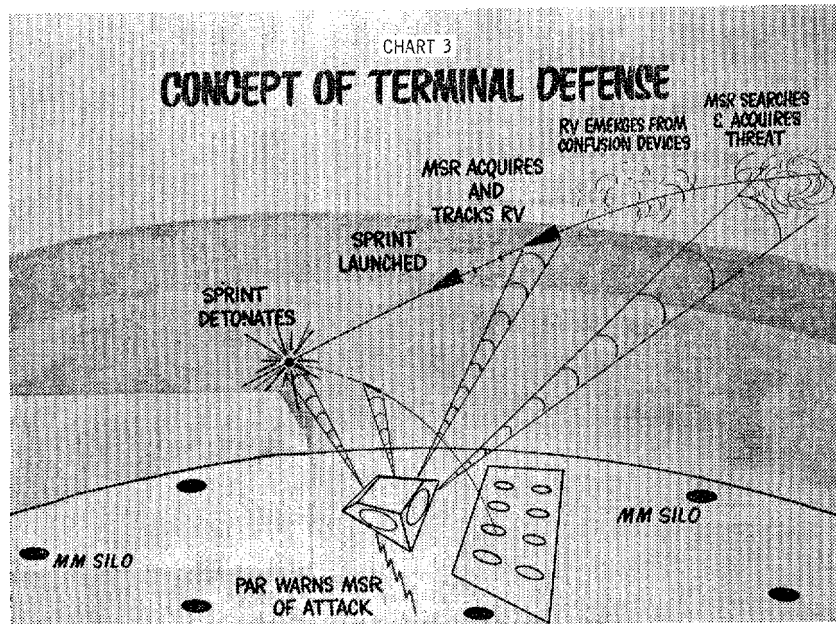 CHART 3
CONCEPT OF TERMINAL DEFENSE
MSR SEARCHES
& ACQUIRES
THREAT
RV EMERGES FROM
CONFUSION DEVICES
MSR ACQUIRES
AND
TRACKS RV
SPRINT
LAUNCHED
SPRINT
DETONATES
MM SILO
MM SILO
PAR WARNS MSR
OF ATTACK